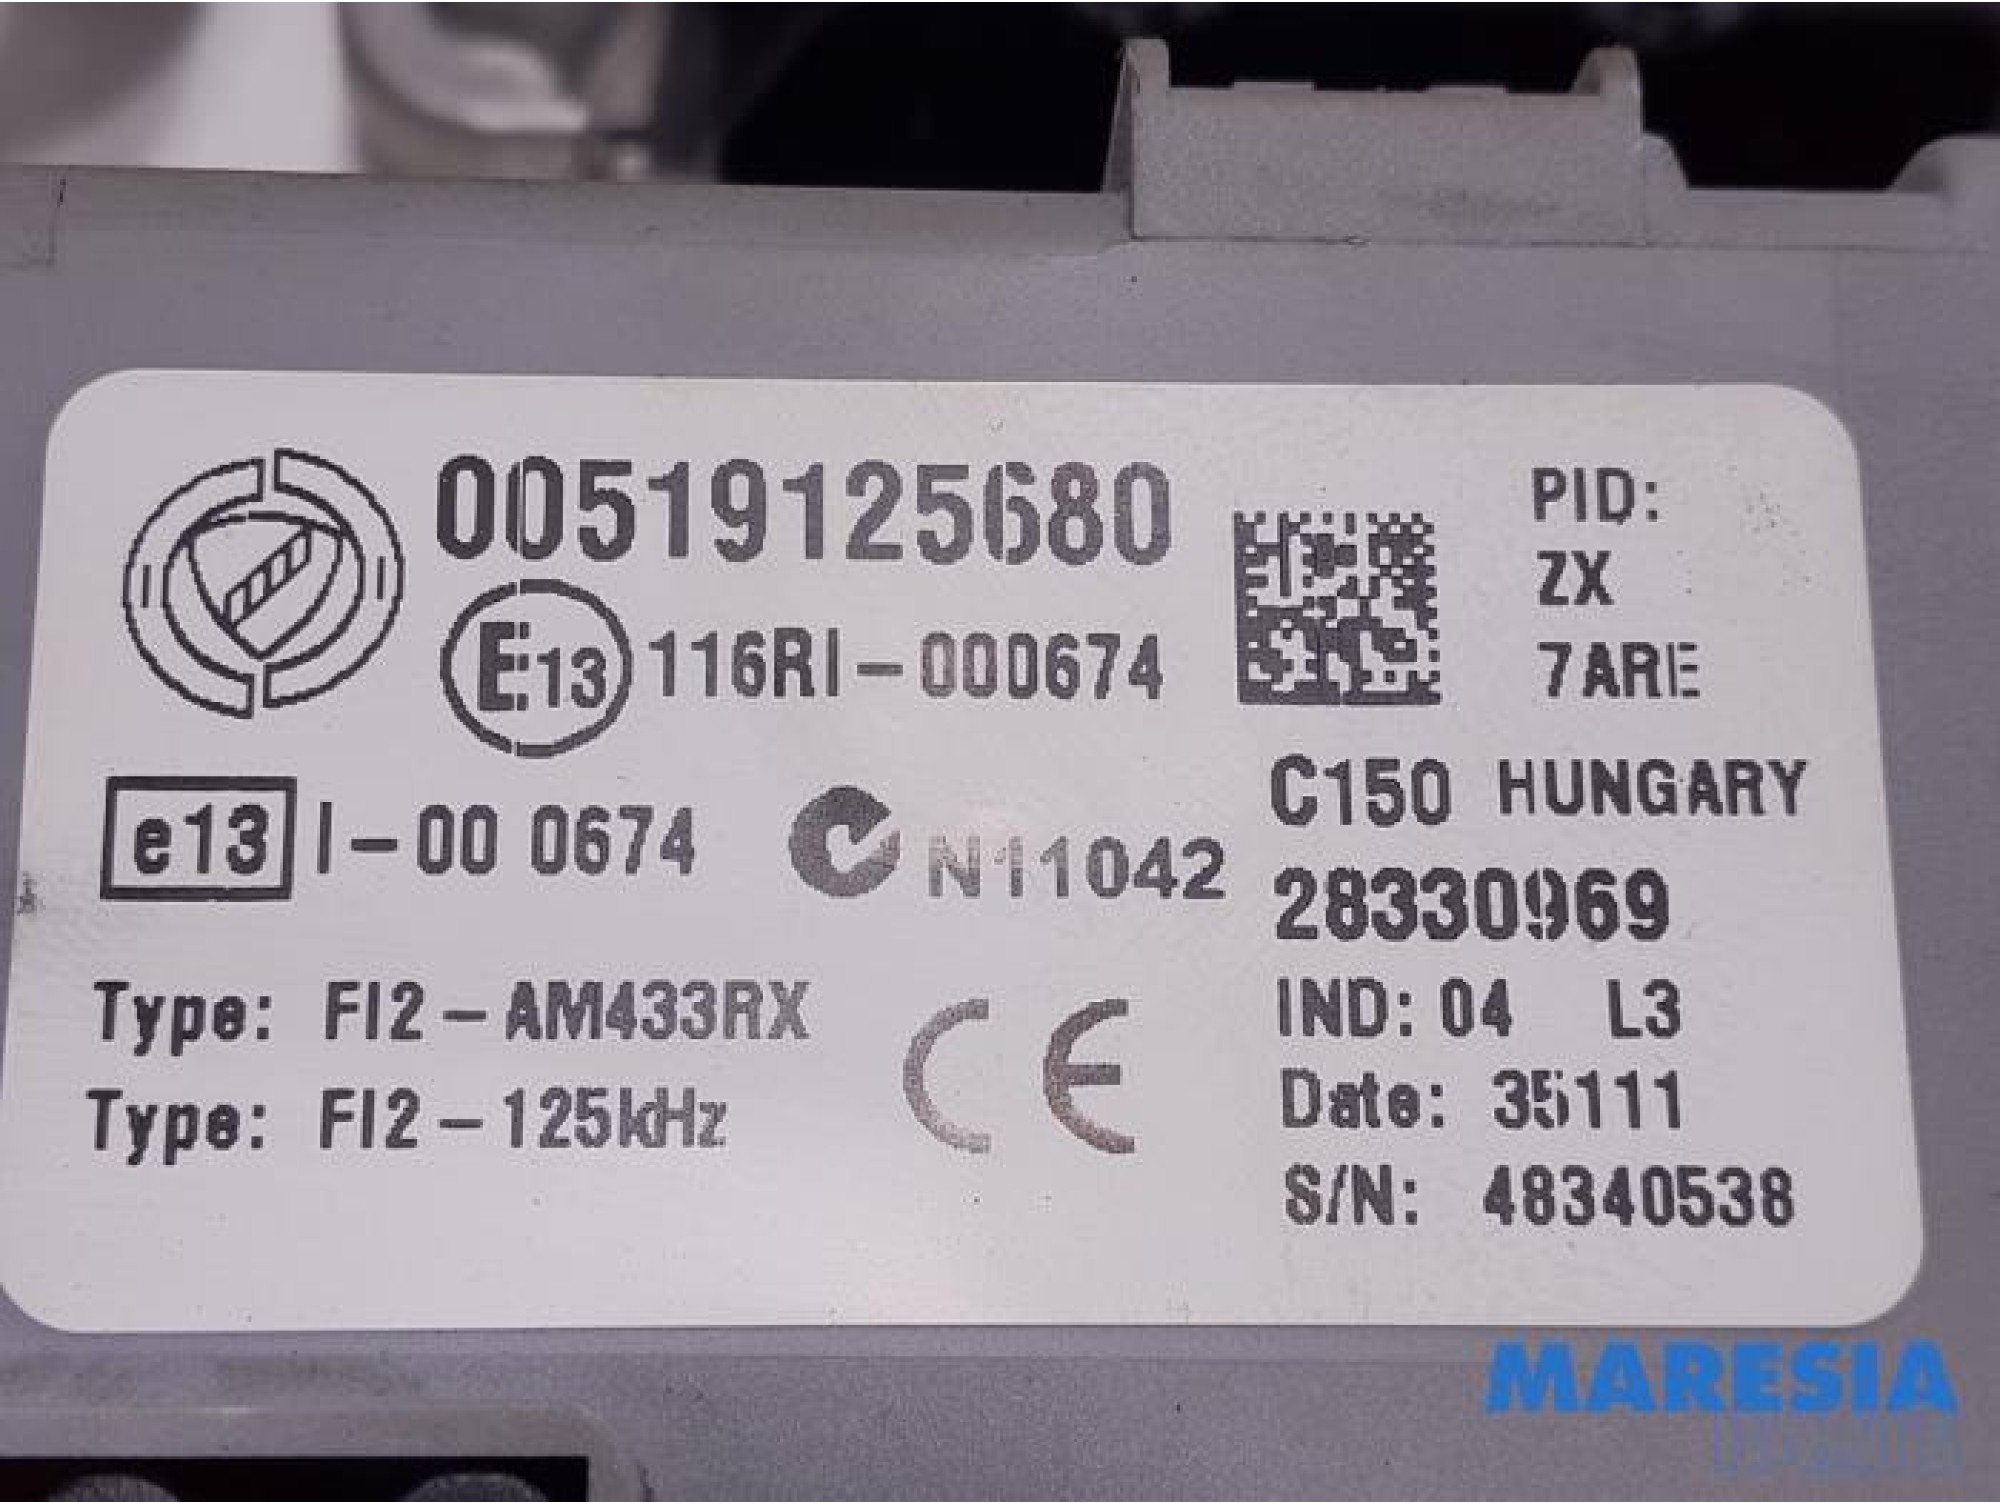 00519125680
E13 116RI-000674
e13 I-00 0674
N11042
Type: FI2-AM433RX
Type: FI2-125kHz
CE
PID:
ZX
7ARE
C150 HUNGARY
28330969
IND: 04 L3
Date: 35111
S/N: 48340538
MARESIA